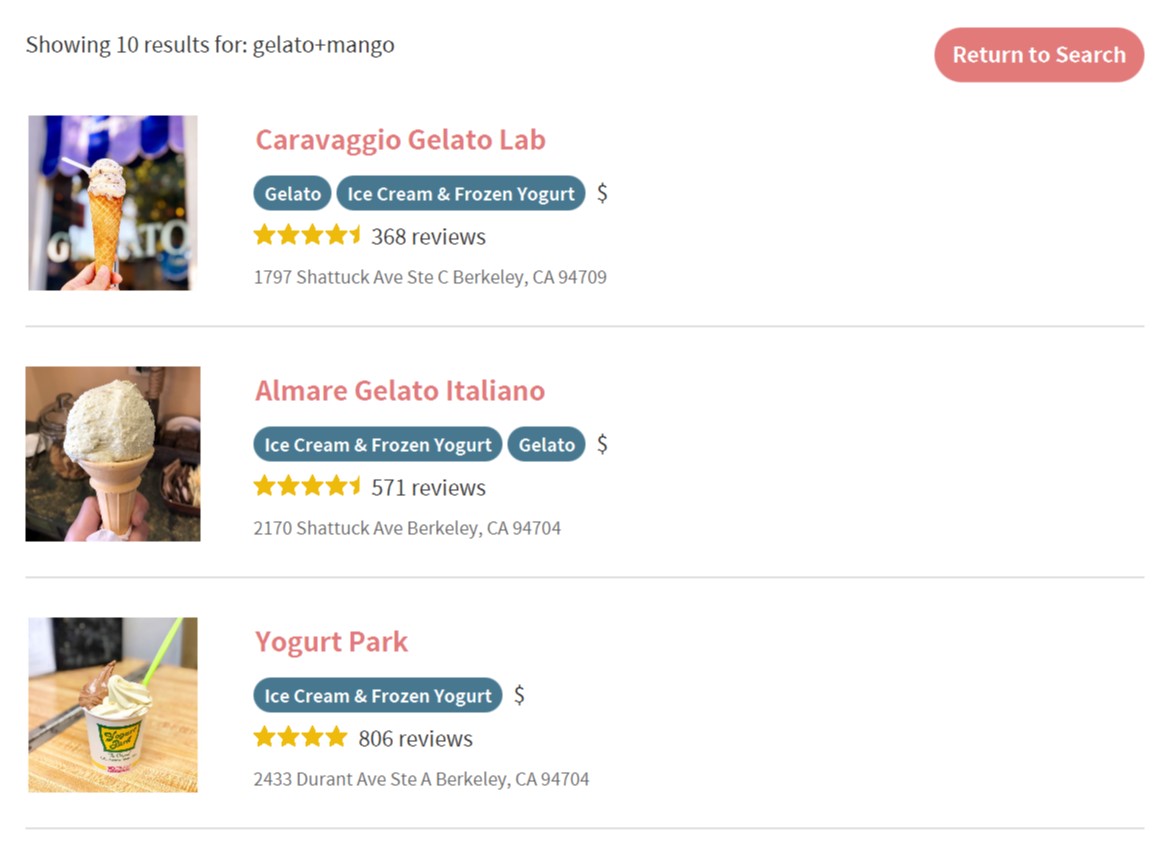 Showing 10 results for: gelato+mango
Return to Search
Caravaggio Gelato Lab
Gelato Ice Cream & Frozen Yogurt $
368 reviews
1797 Shattuck Ave Ste C Berkeley, CA 94709
GELATO
Almare Gelato Italiano
Ice Cream & Frozen Yogurt Gelato $
571 reviews
2170 Shattuck Ave Berkeley, CA 94704
Yogurt Park
Ice Cream & Frozen Yogurt $
806 reviews
2433 Durant Ave Ste A Berkeley, CA 94704
Yogurt
Park